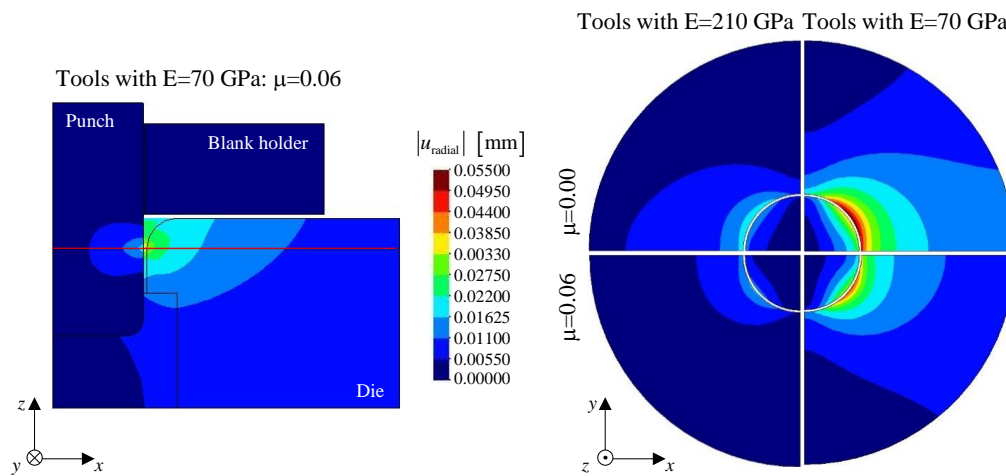 Tools with E=210 GPa Tools with E=70 GPa
Tools with E=70 GPa: μ=0.06
Punch
Blank holder
|u_radial| [mm]
0.05500
0.04950
0.04400
0.03850
0.03300
0.02750
0.02200
0.01625
0.01100
0.00550
0.00000
Die
z
y
x
μ=0.00
μ=0.06
y
z
x